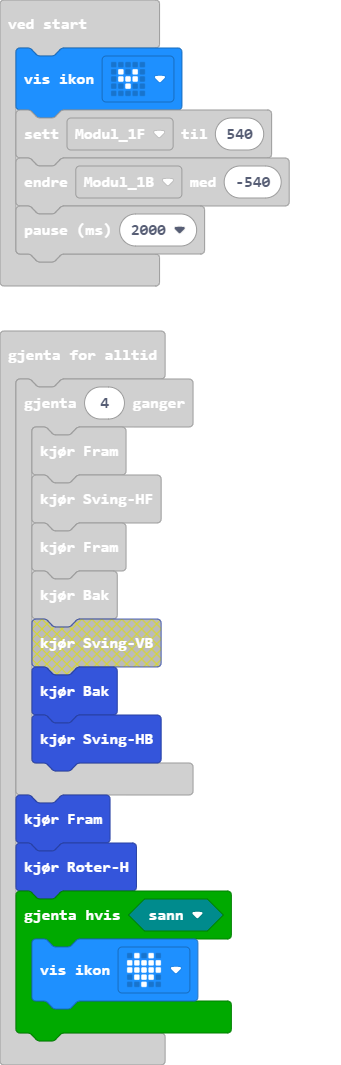 ved start
vis ikon
sett Modul_1F til 540
endre Modul_1B med -540
pause (ms) 2000
gjenta for alltid
gjenta 4 ganger
kjør Fram
kjør Sving-HF
kjør Fram
kjør Bak
kjør Sving-VB
kjør Bak
kjør Sving-HB
kjør Fram
kjør Roter-H
gjenta hvis sann
vis ikon